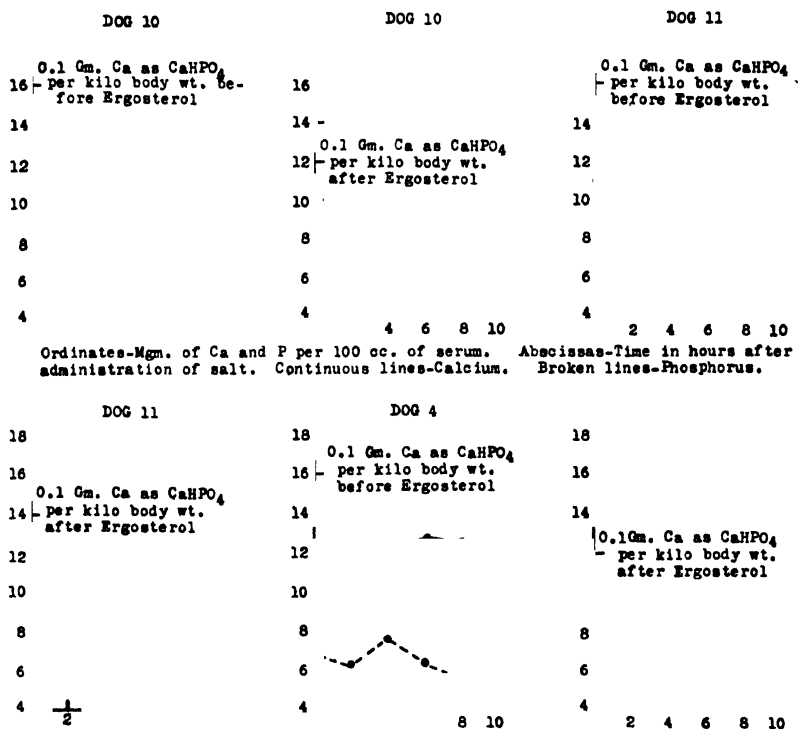 DOG 10
DOG 10
DOG 11
0.1 Gm. Ca as CaHPO4
per kilo body wt. be-
fore Ergosterol
16
14
12
10
8
6
4
16
14
0.1 Gm. Ca as CaHPO4
12 per kilo body wt.
after Ergosterol
10
8
6
4
4 6 8 10
0.1 Gm. Ca as CaHPO4
16 per kilo body wt.
before Ergosterol
14
12
10
8
6
4
2 4 6 8 10
Ordinates-Mgm. of Ca and P per 100 cc. of serum. Abscissas-Time in hours after
administration of salt. Continuous lines-Calcium. Broken lines-Phosphorus.
DOG 11
DOG 4
18
16
0.1 Gm. Ca as CaHPO4
14 per kilo body wt.
after Ergosterol
12
10
8
6
4
2
18
0.1 Gm. Ca as CaHPO4
16 per kilo body wt.
before Ergosterol
14
12
10
8
6
4
8 10
18
16
14
0.1Gm. Ca as CaHPO4
12 per kilo body wt.
after Ergosterol
8
6
4
2 4 6 8 10